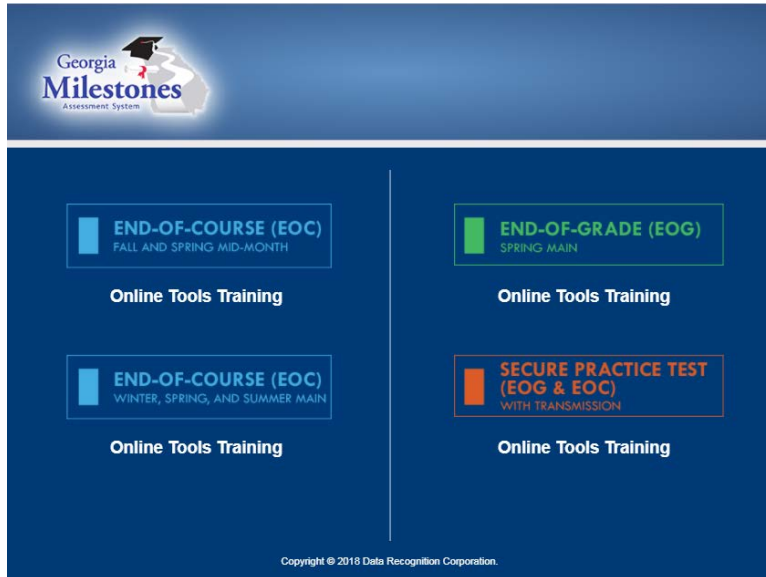 Georgia
Milestones
Assessment System
END-OF-COURSE (EOC)
FALL AND SPRING MID-MONTH
Online Tools Training
END-OF-COURSE (EOC)
WINTER, SPRING, AND SUMMER MAIN
Online Tools Training
END-OF-GRADE (EOG)
SPRING MAIN
Online Tools Training
SECURE PRACTICE TEST
(EOG & EOC)
WITH TRANSMISSION
Online Tools Training
Copyright © 2018 Data Recognition Corporation.